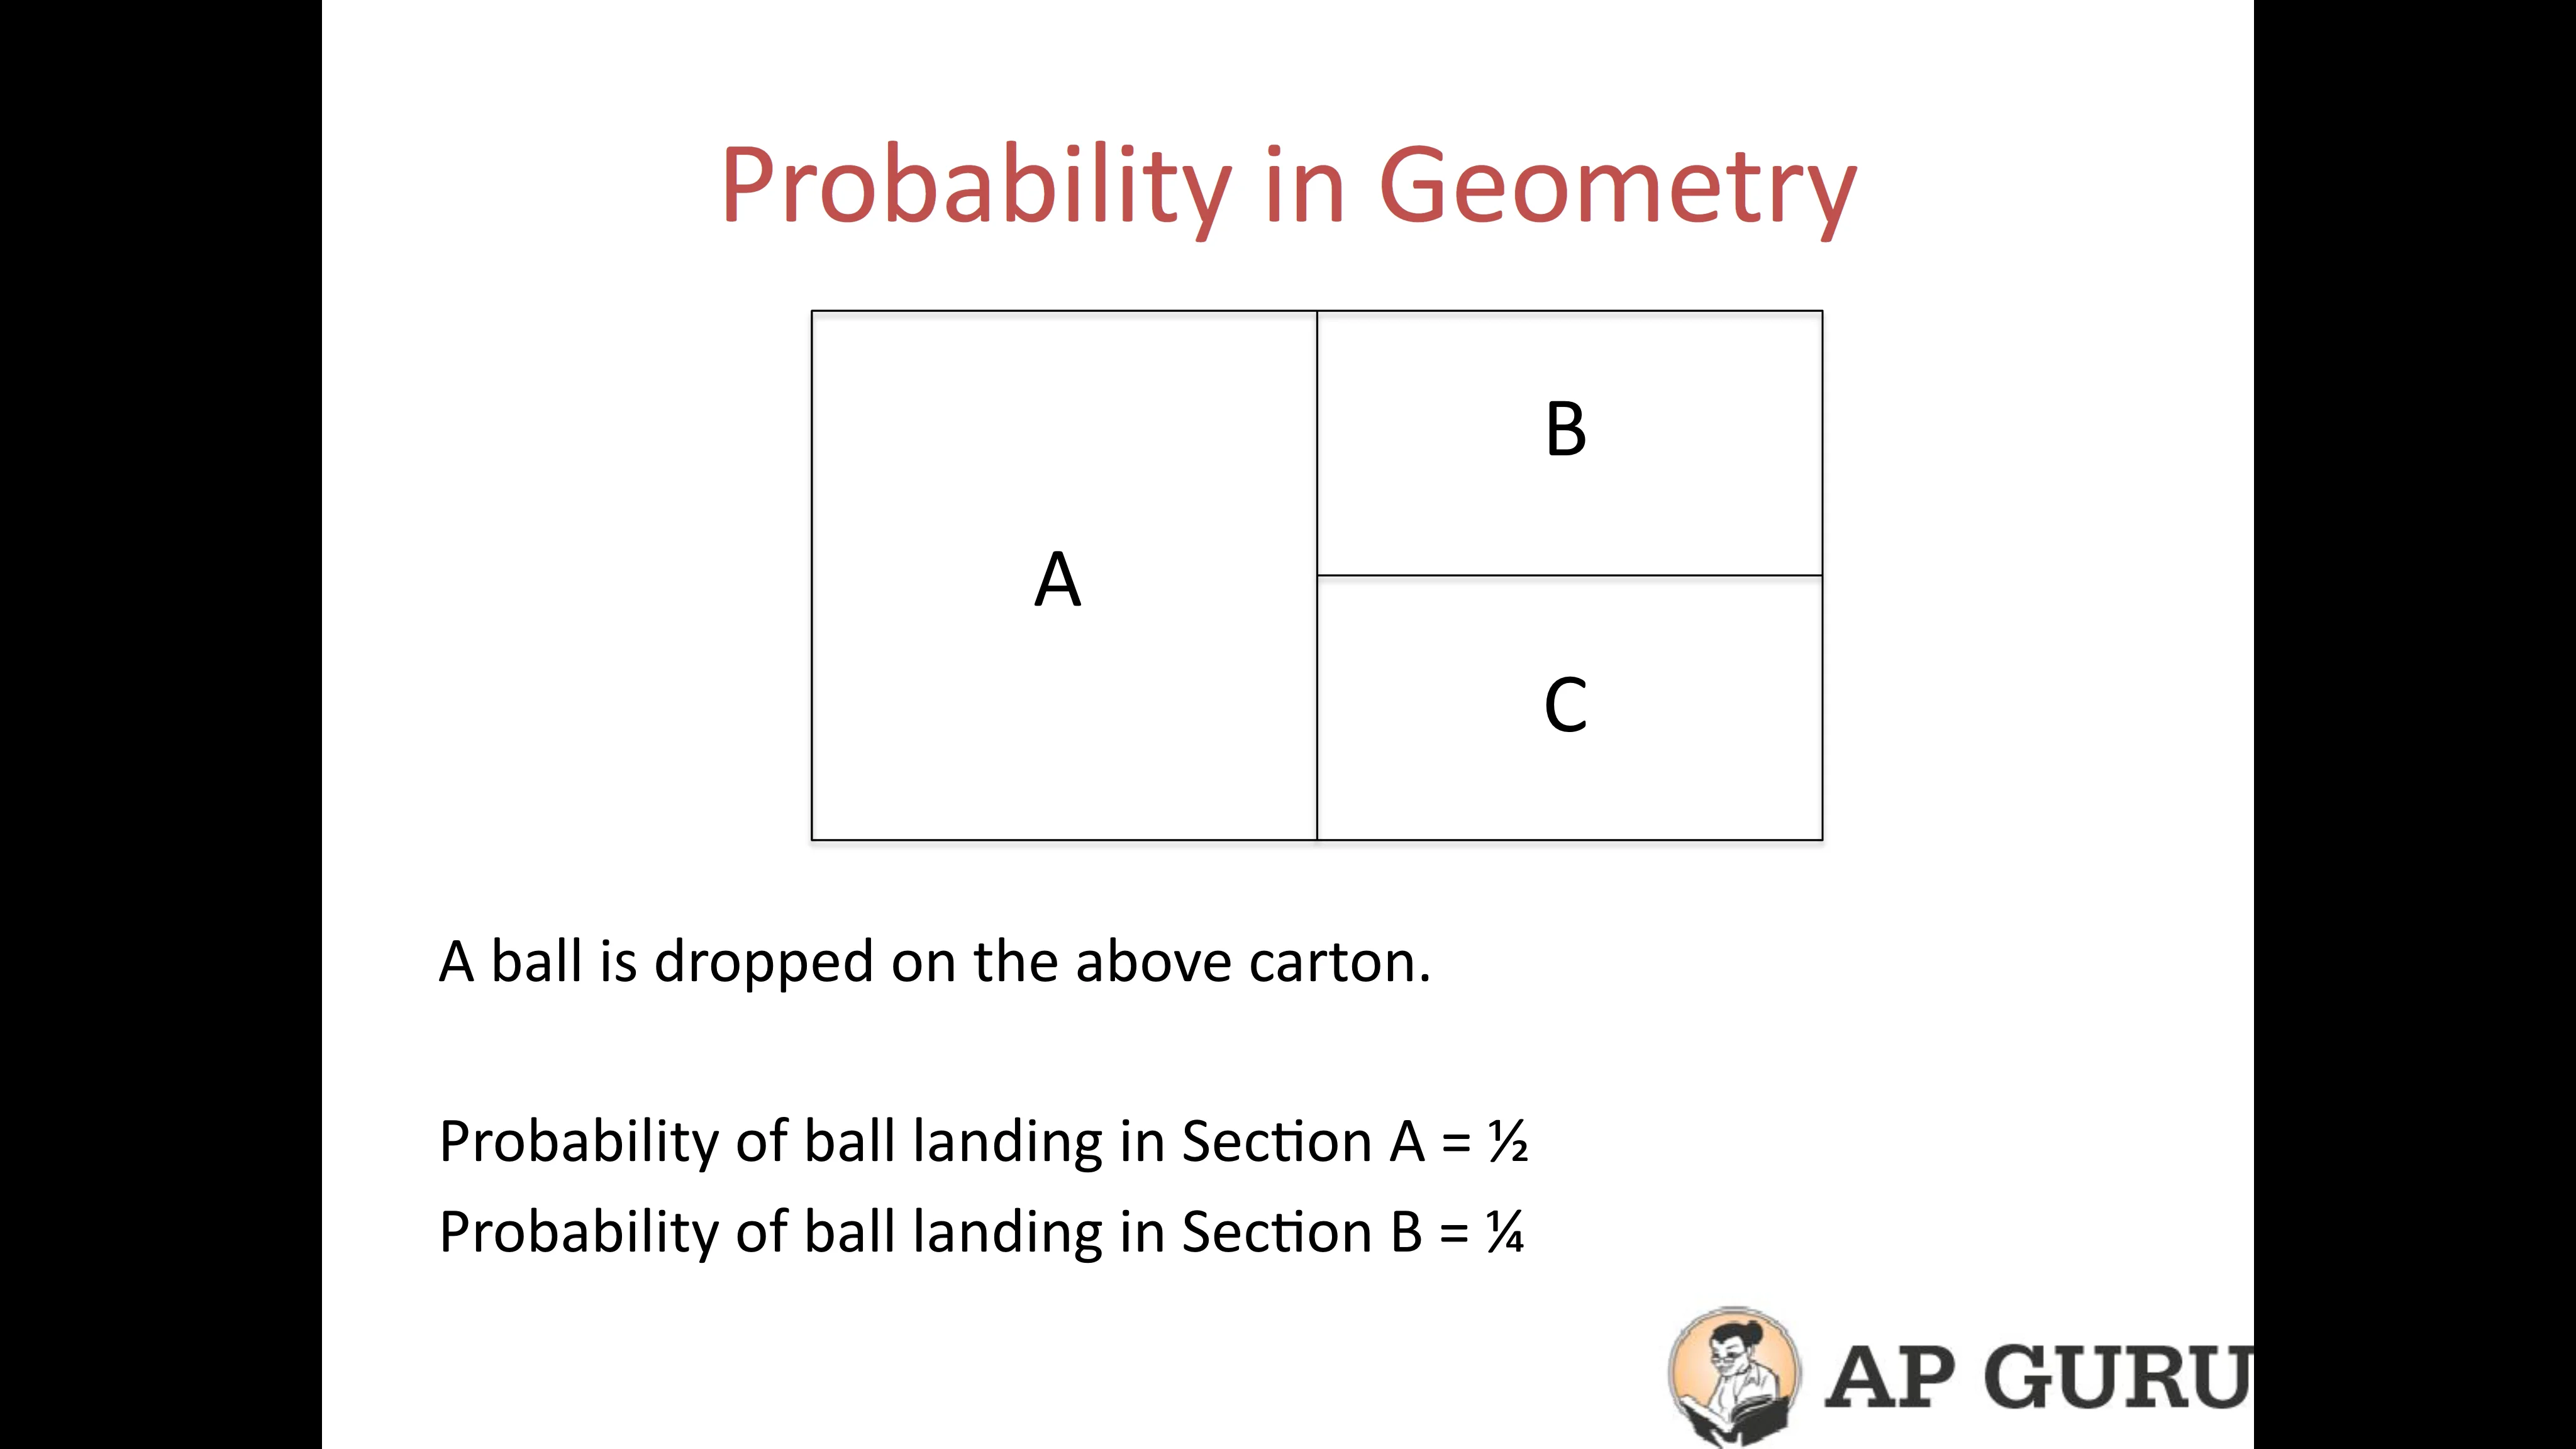 Probability in Geometry
B
A
C
A ball is dropped on the above carton.
Probability of ball landing in Section A = ½
Probability of ball landing in Section B = ¼
AP GURU